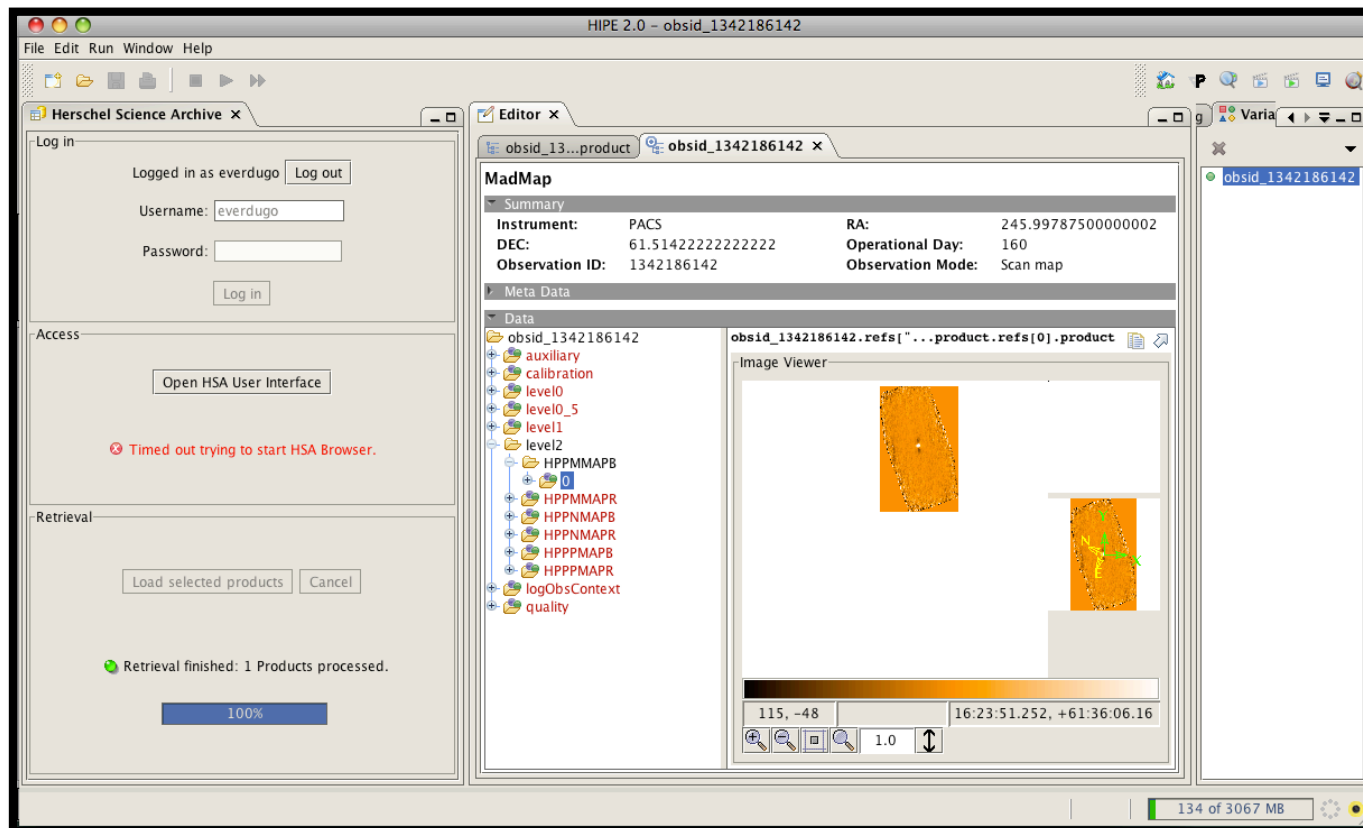 HIPE 2.0 - obsid_1342186142
File Edit Run Window Help
P
Herschel Science Archive ×
Log in
Logged in as everdugo Log out
Username: everdugo
Password:
Log in
Access
Open HSA User Interface
Timed out trying to start HSA Browser.
Retrieval
Load selected products Cancel
Retrieval finished: 1 Products processed.
100%
Editor ×
obsid_13...product obsid_1342186142 ×
MadMap
Summary
Instrument: PACS RA: 245.99787500000002
DEC: 61.51422222222222 Operational Day: 160
Observation ID: 1342186142 Observation Mode: Scan map
Meta Data
Data
obsid_1342186142
auxiliary
calibration
level0
level0_5
level1
level2
HPPMMAPB
0
HPPMMAPR
HPPNMAPB
HPPNMAPR
HPPPMAPB
HPPPMAPR
logObsContext
quality
obsid_1342186142.refs["...product.refs[0].product
Image Viewer
Y
N
X
E
115, -48 16:23:51.252, +61:36:06.16
1.0
g Varia
obsid_1342186142
134 of 3067 MB